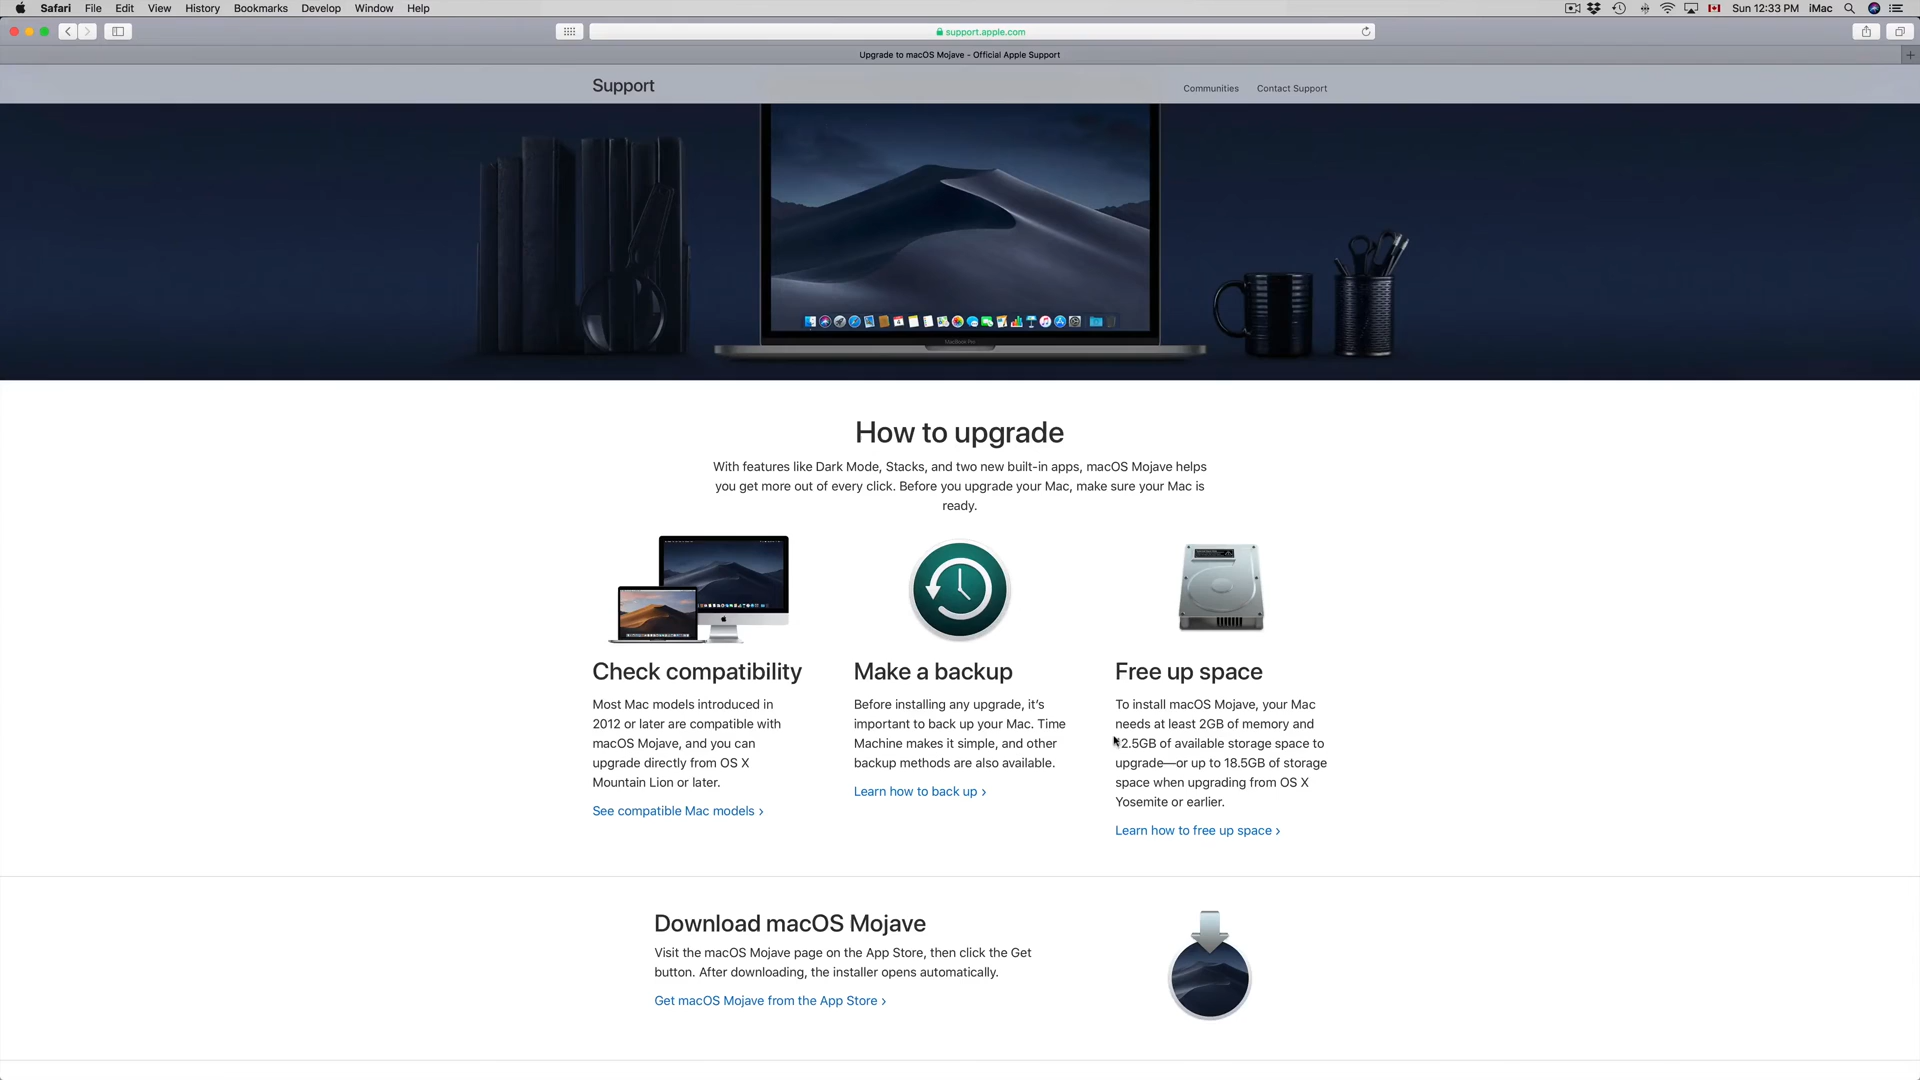 Safari File Edit View History Bookmarks Develop Window Help Sun 12:33 PM iMac
support.apple.com
Upgrade to macOS Mojave - Official Apple Support
Support Communities Contact Support
MacBook Pro
How to upgrade
With features like Dark Mode, Stacks, and two new built-in apps, macOS Mojave helps
you get more out of every click. Before you upgrade your Mac, make sure your Mac is
ready.
Check compatibility
Most Mac models introduced in
2012 or later are compatible with
macOS Mojave, and you can
upgrade directly from OS X
Mountain Lion or later.
See compatible Mac models ›
Make a backup
Before installing any upgrade, it's
important to back up your Mac. Time
Machine makes it simple, and other
backup methods are also available.
Learn how to back up ›
Free up space
To install macOS Mojave, your Mac
needs at least 2GB of memory and
of available storage space to
upgrade—or up to 18.5GB of storage
space when upgrading from OS X
Yosemite or earlier.
Learn how to free up space ›
Download macOS Mojave
Visit the macOS Mojave page on the App Store, then click the Get
button. After downloading, the installer opens automatically.
Get macOS Mojave from the App Store ›